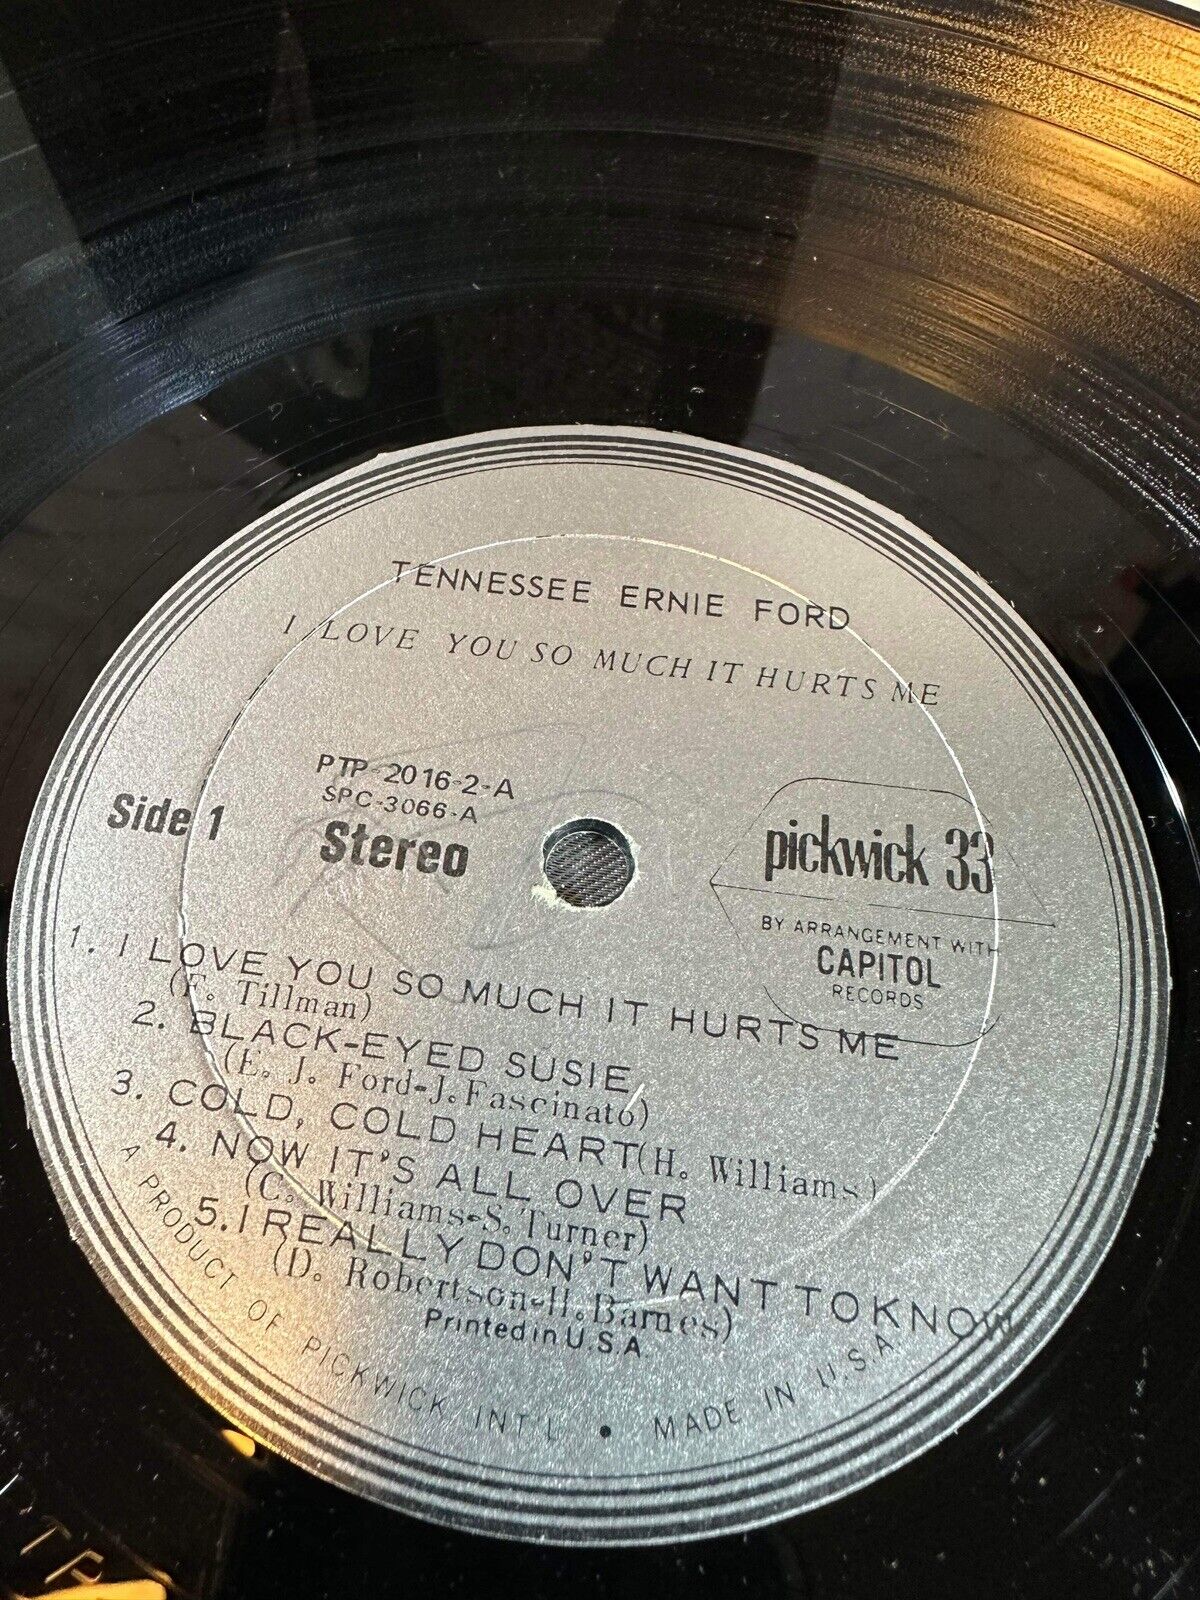 TENNESSEE ERNIE FORD
I LOVE YOU SO MUCH IT HURTS ME
PTP-2016-2-A
SPC-3066-A
Side 1
Stereo
pickwick 33
BY ARRANGEMENT WITH
CAPITOL
RECORDS
1. I LOVE YOU SO MUCH IT HURTS ME
(F. Tillman)
2. BLACK-EYED SUSIE
(E. J. Ford-J. Fascinato)
3. COLD, COLD HEART(H. Williams)
4. NOW IT'S ALL OVER
(C. Williams-S. Turner)
5. I REALLY DON'T WANT TO KNOW
(D. Robertson-H. Barnes)
Printed in U.S.A.
A PRODUCT OF PICKWICK INT'L • MADE IN U.S.A.